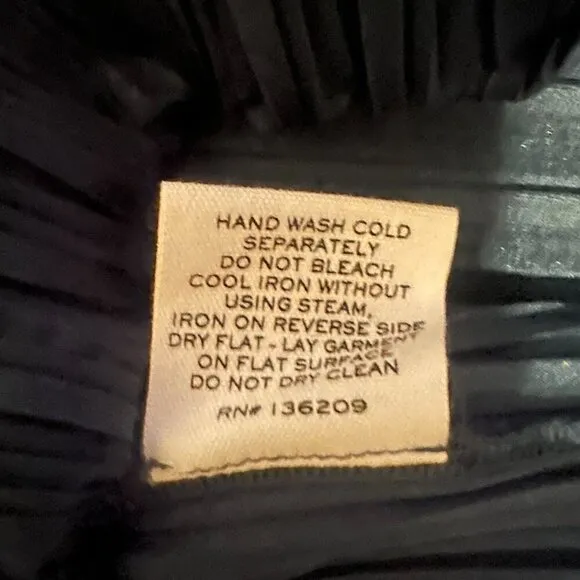 HAND WASH COLD
SEPARATELY
DO NOT BLEACH
COOL IRON WITHOUT
USING STEAM,
IRON ON REVERSE SIDE
DRY FLAT - LAY GARMENT
ON FLAT SURFACE
DO NOT DRY CLEAN
RN# 136209